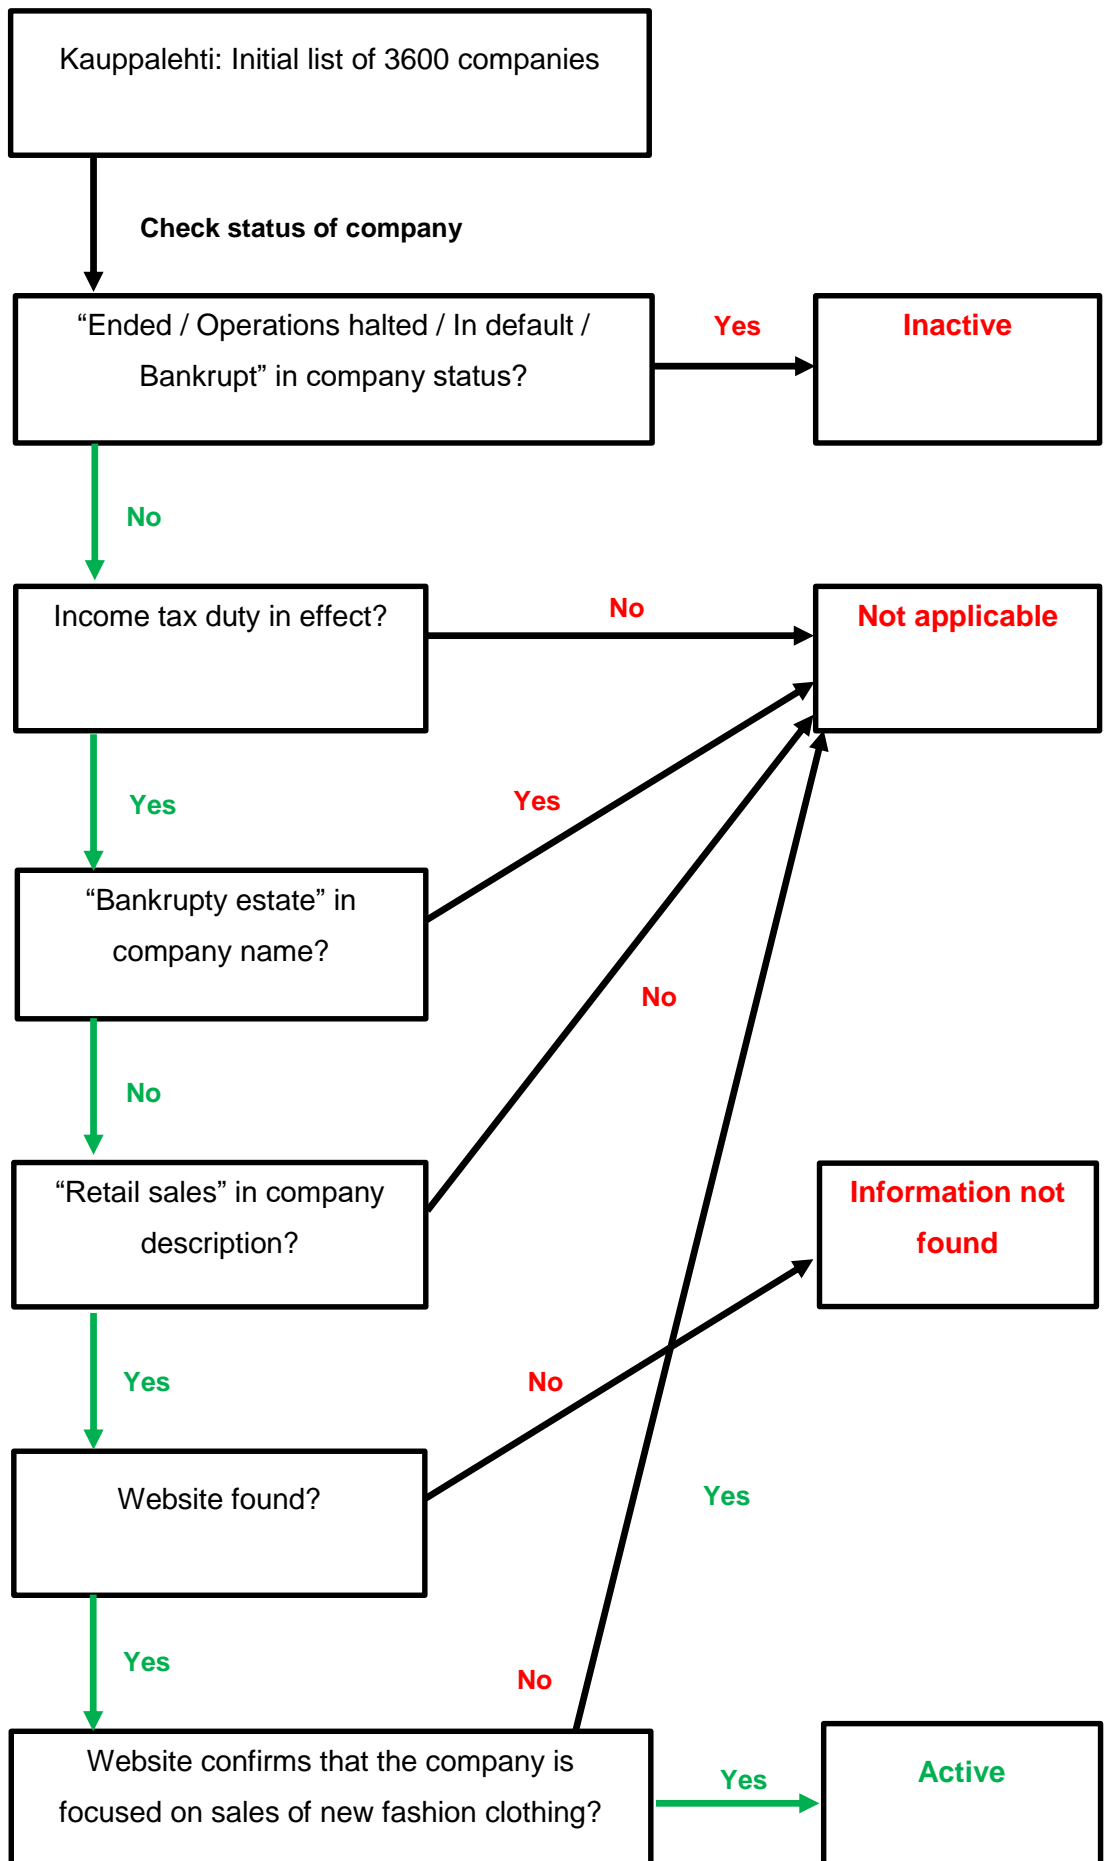 Kauppalehti: Initial list of 3600 companies
Check status of company
“Ended / Operations halted / In default /
Bankrupt” in company status?
Yes
Inactive
No
Income tax duty in effect?
No
Not applicable
Yes
Yes
“Bankrupty estate” in
company name?
No
No
“Retail sales” in company
description?
Information not
found
Yes
No
Website found?
Yes
Yes
No
Website confirms that the company is
focused on sales of new fashion clothing?
Yes
Active